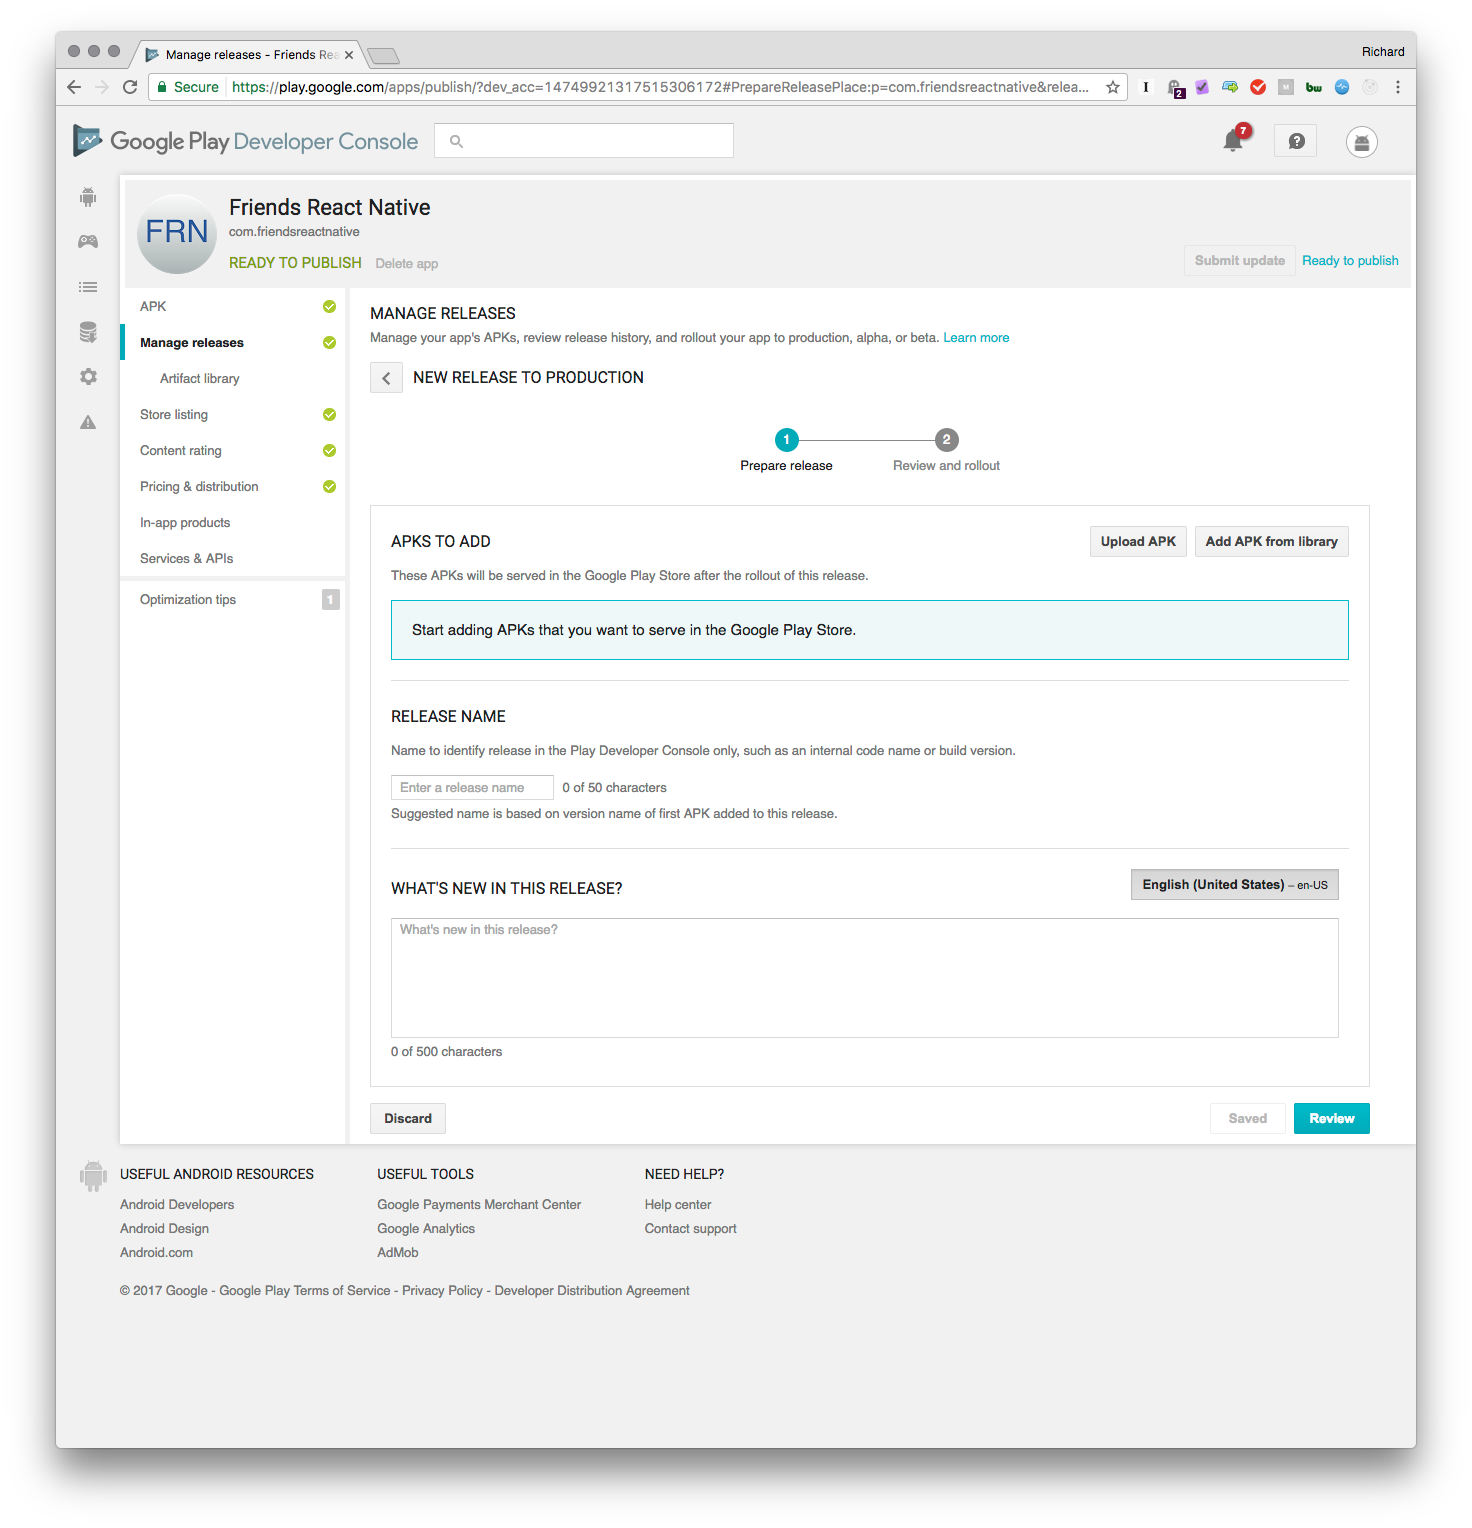 Manage releases - Friends Rea
Richard
Secure https://play.google.com/apps/publish/?dev_acc=14749921317515306172#PrepareReleasePlace:p=com.friendsreactnative&relea...
2
bw
Google Play Developer Console
7
FRN
Friends React Native
com.friendsreactnative
READY TO PUBLISH Delete app
Submit update Ready to publish
APK
Manage releases
Artifact library
Store listing
Content rating
Pricing & distribution
In-app products
Services & APIs
Optimization tips 1
MANAGE RELEASES
Manage your app's APKs, review release history, and rollout your app to production, alpha, or beta. Learn more
NEW RELEASE TO PRODUCTION
1 2
Prepare release Review and rollout
APKS TO ADD Upload APK Add APK from library
These APKs will be served in the Google Play Store after the rollout of this release.
Start adding APKs that you want to serve in the Google Play Store.
RELEASE NAME
Name to identify release in the Play Developer Console only, such as an internal code name or build version.
Enter a release name 0 of 50 characters
Suggested name is based on version name of first APK added to this release.
WHAT'S NEW IN THIS RELEASE? English (United States) – en-US
What's new in this release?
0 of 500 characters
Discard Saved Review
USEFUL ANDROID RESOURCES
Android Developers
Android Design
Android.com
USEFUL TOOLS
Google Payments Merchant Center
Google Analytics
AdMob
NEED HELP?
Help center
Contact support
© 2017 Google - Google Play Terms of Service - Privacy Policy - Developer Distribution Agreement